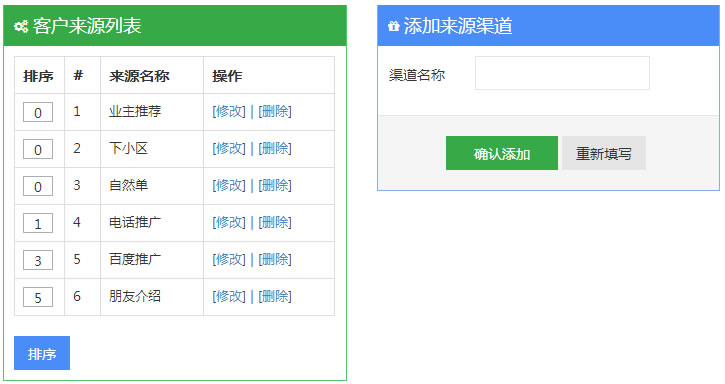 客户来源列表
排序 # 来源名称 操作
0 1 业主推荐 [修改] | [删除]
0 2 下小区 [修改] | [删除]
0 3 自然单 [修改] | [删除]
1 4 电话推广 [修改] | [删除]
3 5 百度推广 [修改] | [删除]
5 6 朋友介绍 [修改] | [删除]
排序
添加来源渠道
渠道名称
确认添加 重新填写